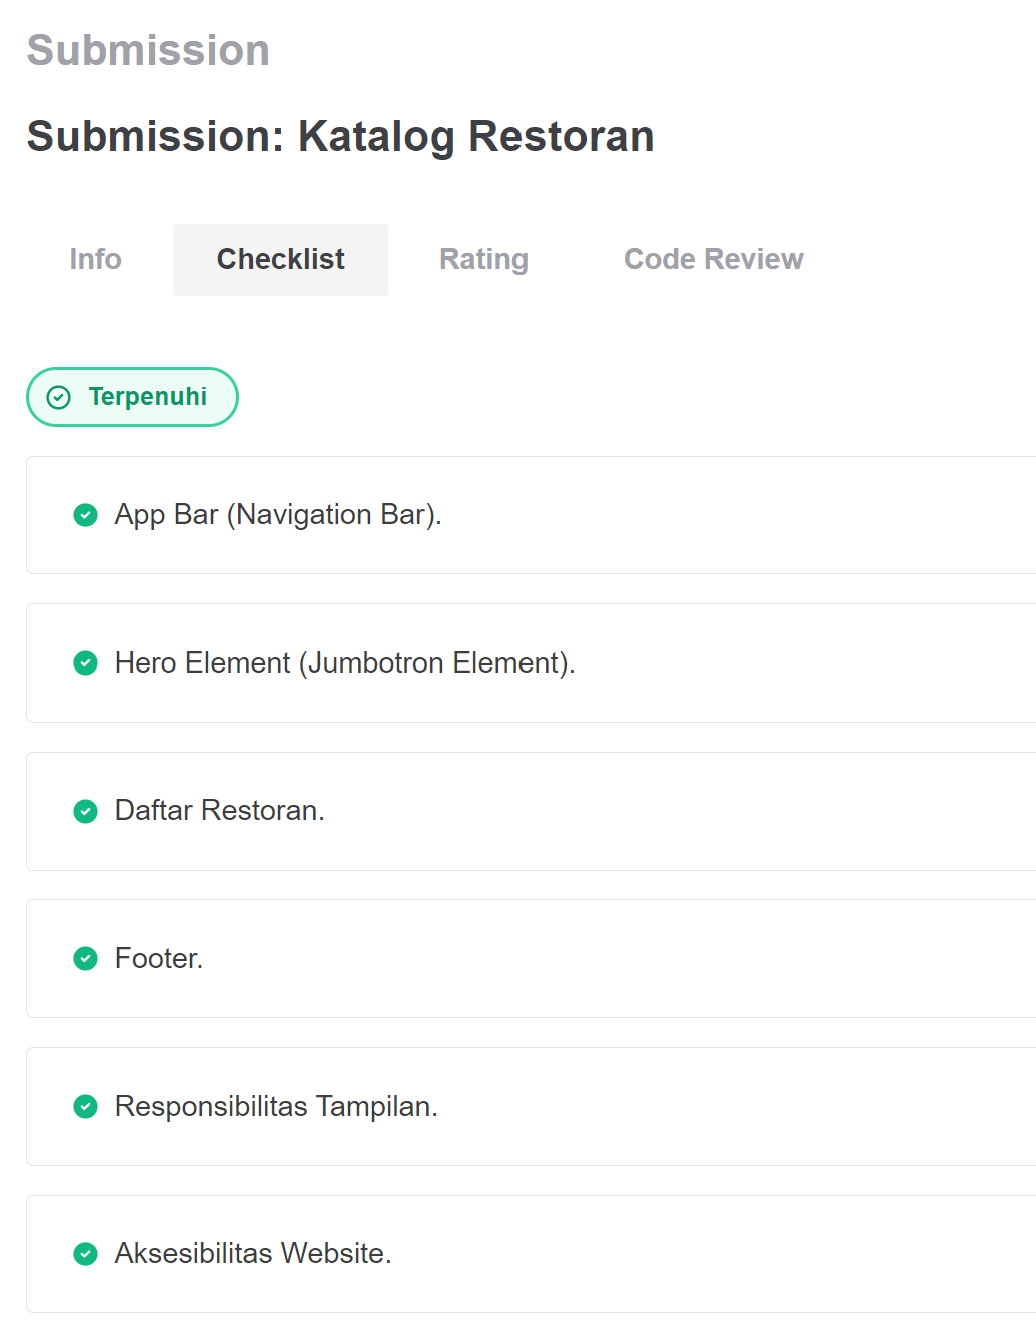 Submission
Submission: Katalog Restoran
Info Checklist Rating Code Review
Terpenuhi
App Bar (Navigation Bar).
Hero Element (Jumbotron Element).
Daftar Restoran.
Footer.
Responsibilitas Tampilan.
Aksesibilitas Website.